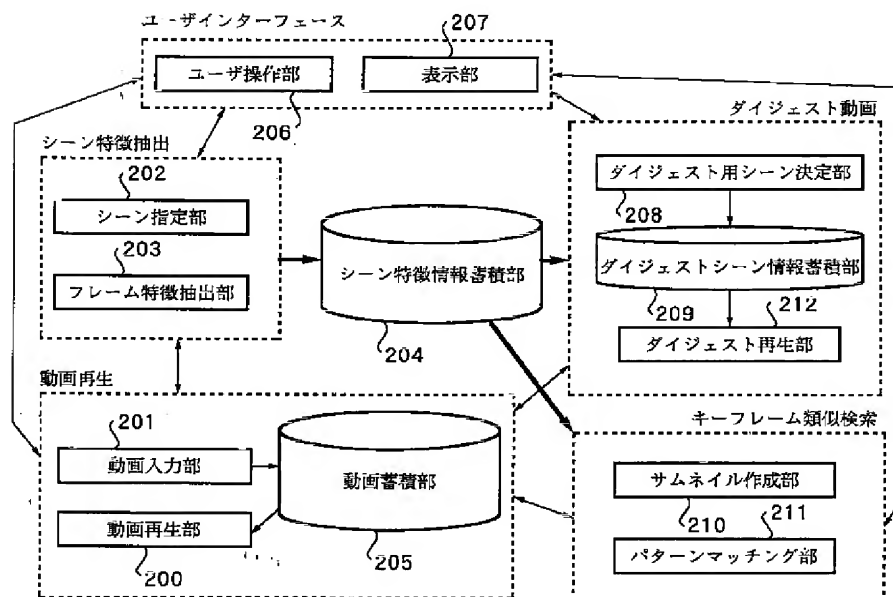 ユーザインターフェース
207
ユーザ操作部
表示部
206
シーン特徴抽出
202
シーン指定部
203
フレーム特徴抽出部
シーン特徴情報蓄積部
204
ダイジェスト動画
ダイジェスト用シーン決定部
208
ダイジェストシーン情報蓄積部
209
212
ダイジェスト再生部
動画再生
201
動画入力部
動画蓄積部
動画再生部
200
205
キーフレーム類似検索
サムネイル作成部
210
211
パターンマッチング部